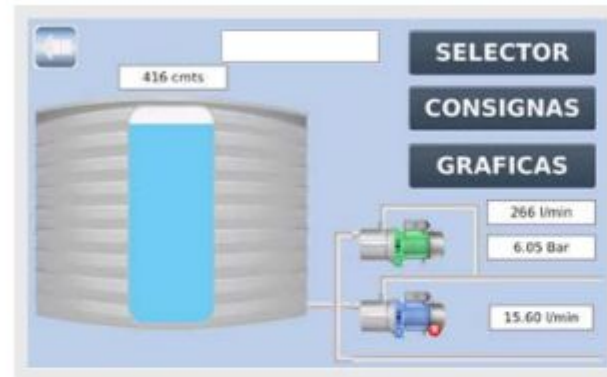 SELECTOR
416 cmts
CONSIGNAS
GRAFICAS
266 l/min
6.05 Bar
15.60 l/min